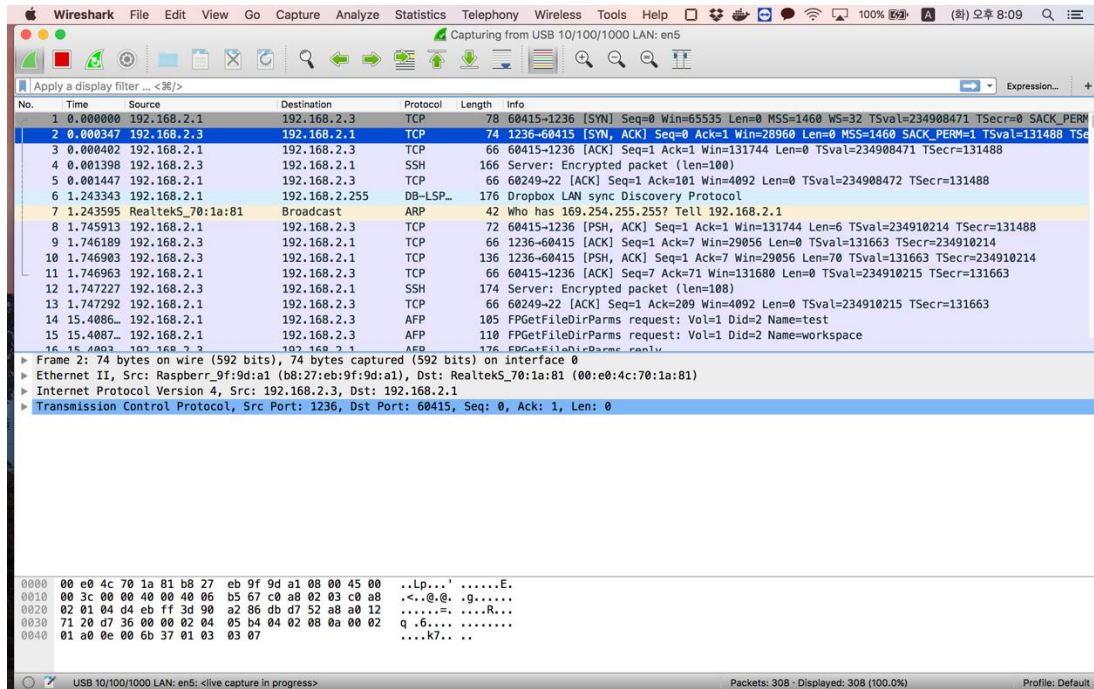 Wireshark File Edit View Go Capture Analyze Statistics Telephony Wireless Tools Help 100% A (화) 오후 8:09
Capturing from USB 10/100/1000 LAN: en5
Apply a display filter ... <⌘/> Expression... +
No. Time Source Destination Protocol Length Info
1 0.000000 192.168.2.1 192.168.2.3 TCP 78 60415→1236 [SYN] Seq=0 Win=65535 Len=0 MSS=1460 WS=32 TSval=234908471 TSecr=0 SACK_PERM
2 0.000347 192.168.2.3 192.168.2.1 TCP 74 1236→60415 [SYN, ACK] Seq=0 Ack=1 Win=28960 Len=0 MSS=1460 SACK_PERM=1 TSval=131488 TSe
3 0.000402 192.168.2.1 192.168.2.3 TCP 66 60415→1236 [ACK] Seq=1 Ack=1 Win=131744 Len=0 TSval=234908471 TSecr=131488
4 0.001398 192.168.2.3 192.168.2.1 SSH 166 Server: Encrypted packet (len=100)
5 0.001447 192.168.2.1 192.168.2.3 TCP 66 60249→22 [ACK] Seq=1 Ack=101 Win=4092 Len=0 TSval=234908472 TSecr=131488
6 1.243343 192.168.2.1 192.168.2.255 DB-LSP… 176 Dropbox LAN sync Discovery Protocol
7 1.243595 RealtekS_70:1a:81 Broadcast ARP 42 Who has 169.254.255.255? Tell 192.168.2.1
8 1.745913 192.168.2.1 192.168.2.3 TCP 72 60415→1236 [PSH, ACK] Seq=1 Ack=1 Win=131744 Len=6 TSval=234910214 TSecr=131488
9 1.746189 192.168.2.3 192.168.2.1 TCP 66 1236→60415 [ACK] Seq=1 Ack=7 Win=29056 Len=0 TSval=131663 TSecr=234910214
10 1.746903 192.168.2.3 192.168.2.1 TCP 136 1236→60415 [PSH, ACK] Seq=1 Ack=7 Win=29056 Len=70 TSval=131663 TSecr=234910214
11 1.746963 192.168.2.1 192.168.2.3 TCP 66 60415→1236 [ACK] Seq=7 Ack=71 Win=131680 Len=0 TSval=234910215 TSecr=131663
12 1.747227 192.168.2.3 192.168.2.1 SSH 174 Server: Encrypted packet (len=108)
13 1.747292 192.168.2.1 192.168.2.3 TCP 66 60249→22 [ACK] Seq=1 Ack=209 Win=4092 Len=0 TSval=234910215 TSecr=131663
14 15.4086… 192.168.2.1 192.168.2.3 AFP 105 FPGetFileDirParms request: Vol=1 Did=2 Name=test
15 15.4087… 192.168.2.1 192.168.2.3 AFP 110 FPGetFileDirParms request: Vol=1 Did=2 Name=workspace
16 15.4093… 192.168.2.3 192.168.2.1 AFP 176 FPGetFileDirParms reply
Frame 2: 74 bytes on wire (592 bits), 74 bytes captured (592 bits) on interface 0
Ethernet II, Src: Raspberr_9f:9d:a1 (b8:27:eb:9f:9d:a1), Dst: RealtekS_70:1a:81 (00:e0:4c:70:1a:81)
Internet Protocol Version 4, Src: 192.168.2.3, Dst: 192.168.2.1
Transmission Control Protocol, Src Port: 1236, Dst Port: 60415, Seq: 0, Ack: 1, Len: 0
0000 00 e0 4c 70 1a 81 b8 27 eb 9f 9d a1 08 00 45 00 ..Lp...' ......E.
0010 00 3c 00 00 40 00 40 06 b5 67 c0 a8 02 03 c0 a8 .<..@.@. .g......
0020 02 01 04 d4 eb ff 3d 90 a2 86 db d7 52 a8 a0 12 ......=. ....R...
0030 71 20 d7 36 00 00 02 04 05 b4 04 02 08 0a 00 02 q .6.... ........
0040 01 a0 0e 00 6b 37 01 03 03 07 ....k7.. ..
USB 10/100/1000 LAN: en5: <live capture in progress> Packets: 308 · Displayed: 308 (100.0%) Profile: Default